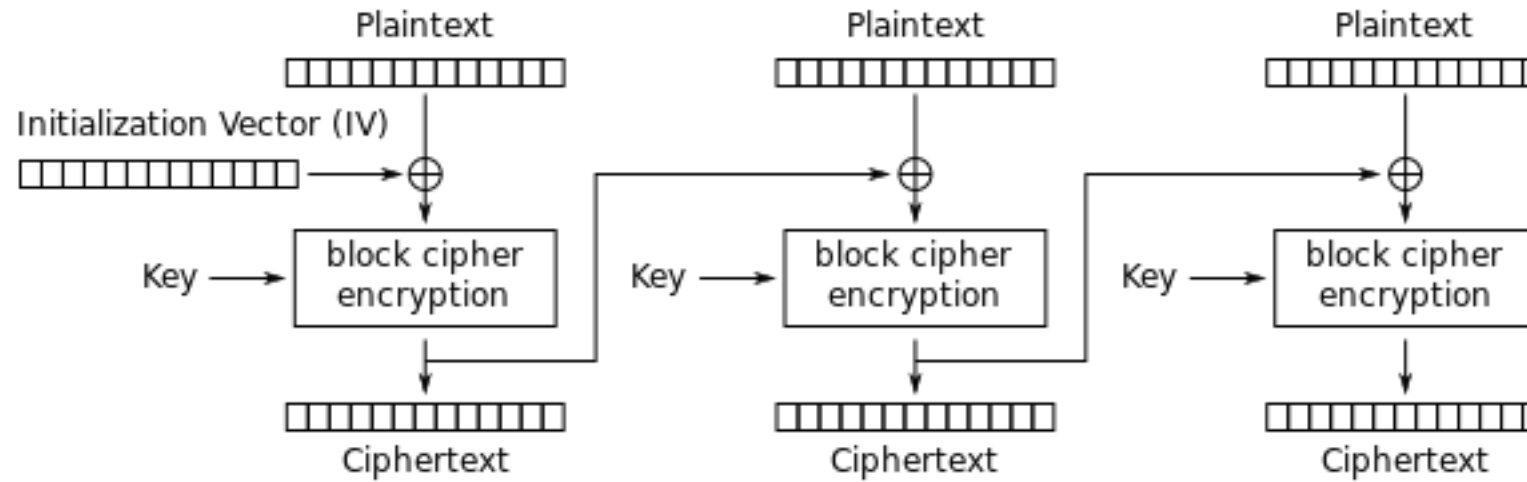 Plaintext
Plaintext
Plaintext
Initialization Vector (IV)
Key
block cipher
encryption
Key
block cipher
encryption
Key
block cipher
encryption
Ciphertext
Ciphertext
Ciphertext